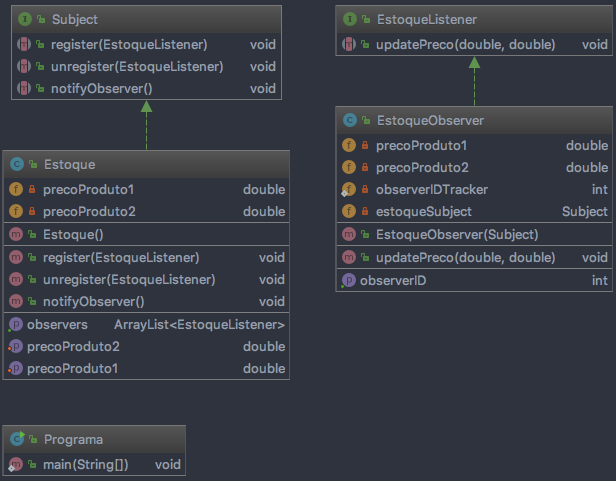 Subject
register(EstoqueListener) void
unregister(EstoqueListener) void
notifyObserver() void
EstoqueListener
updatePreco(double, double) void
Estoque
precoProduto1 double
precoProduto2 double
Estoque()
register(EstoqueListener) void
unregister(EstoqueListener) void
notifyObserver() void
observers ArrayList<EstoqueListener>
precoProduto2 double
precoProduto1 double
EstoqueObserver
precoProduto1 double
precoProduto2 double
observerIDTracker int
estoqueSubject Subject
EstoqueObserver(Subject)
updatePreco(double, double) void
observerID int
Programa
main(String[]) void